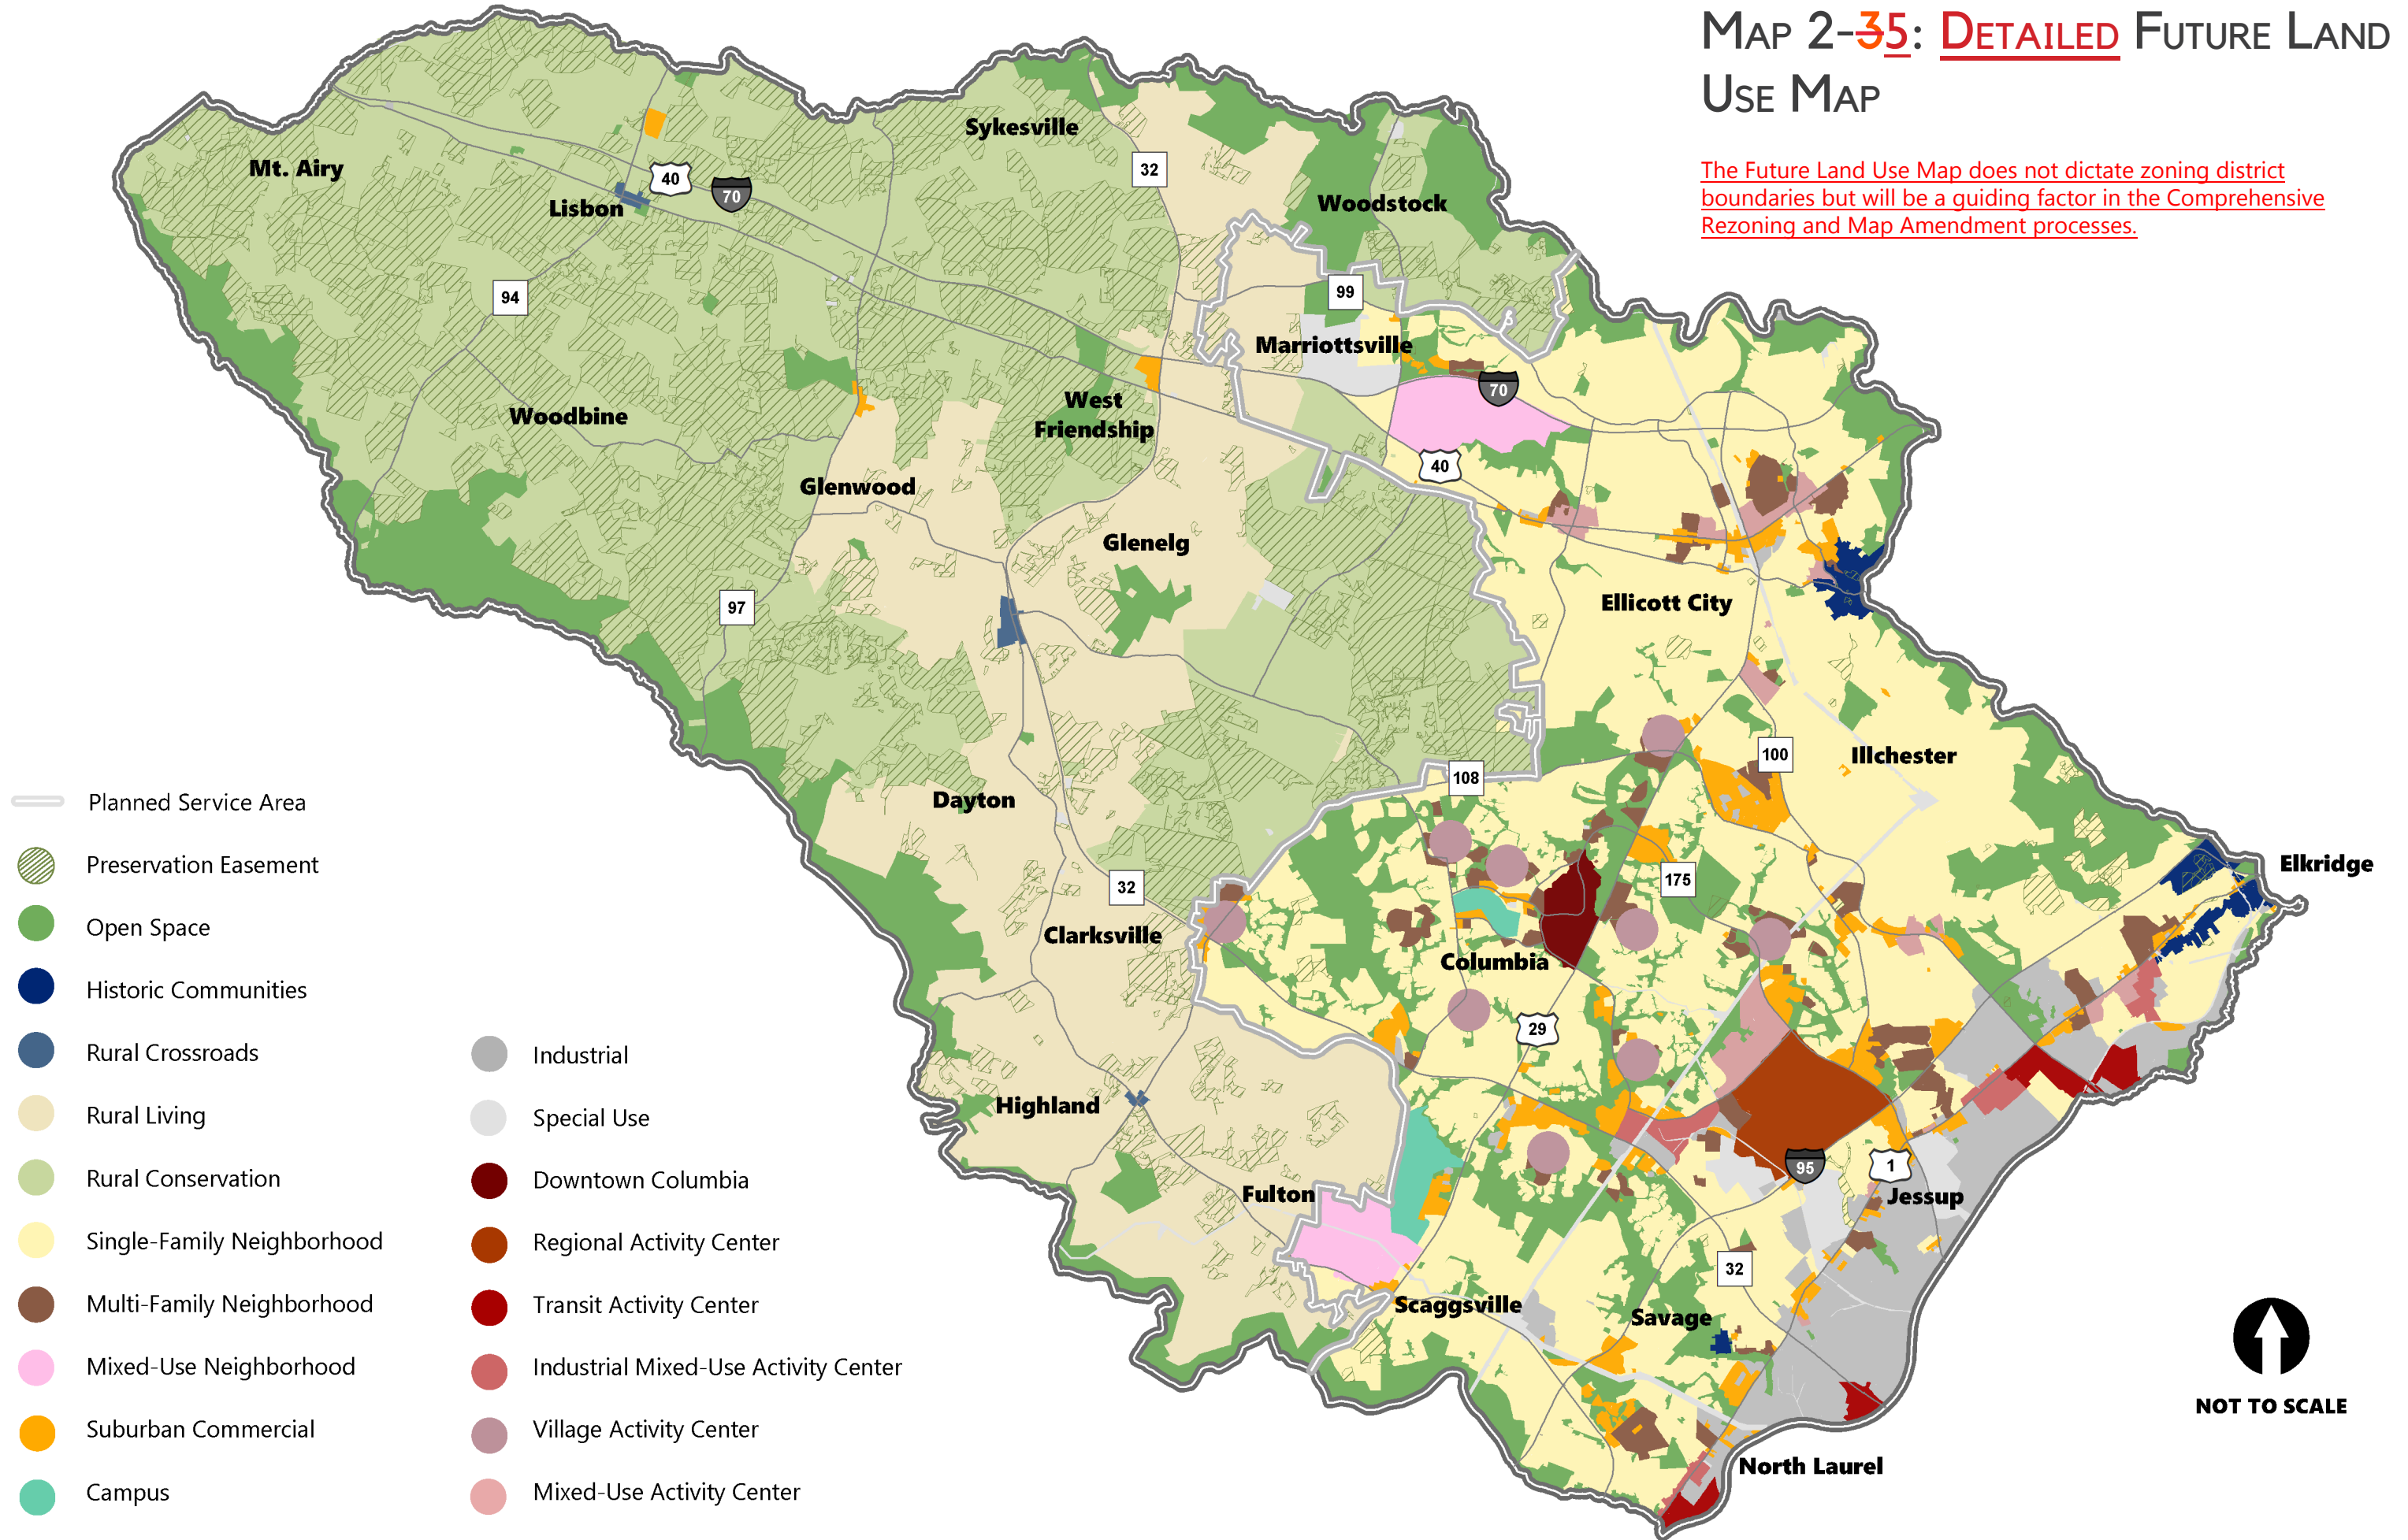 MAP 2-35: DETAILED FUTURE LAND
USE MAP
The Future Land Use Map does not dictate zoning district
boundaries but will be a guiding factor in the Comprehensive
Rezoning and Map Amendment processes.
Sykesville
Mt. Airy
32
40
70
Lisbon
Woodstock
94
99
Marriottsville
70
West
Friendship
Woodbine
40
Glenwood
Glenelg
97
Ellicott City
100
Illchester
108
Dayton
Elkridge
175
32
Clarksville
Columbia
29
Highland
95
1
Jessup
Fulton
32
Scaggsville
Savage
North Laurel
Planned Service Area
Preservation Easement
Open Space
Historic Communities
Rural Crossroads
Rural Living
Rural Conservation
Single-Family Neighborhood
Multi-Family Neighborhood
Mixed-Use Neighborhood
Suburban Commercial
Campus
Industrial
Special Use
Downtown Columbia
Regional Activity Center
Transit Activity Center
Industrial Mixed-Use Activity Center
Village Activity Center
Mixed-Use Activity Center
NOT TO SCALE